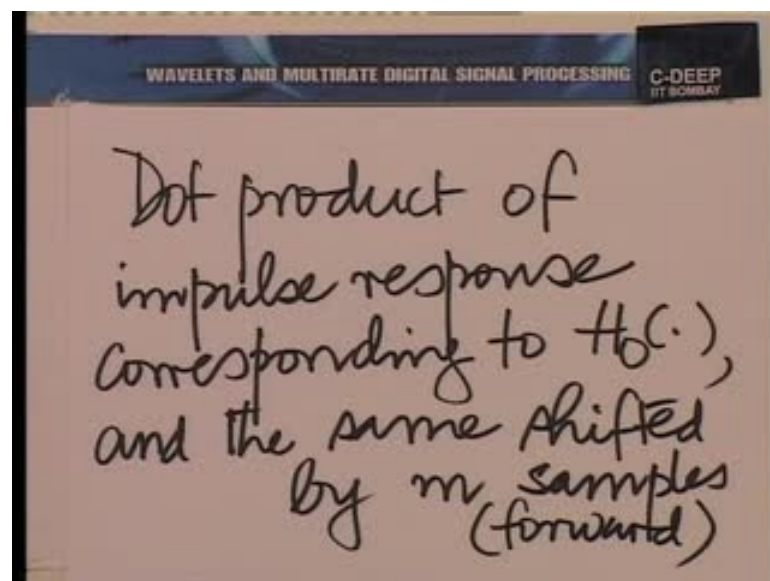 WAVELETS AND MULTIRATE DIGITAL SIGNAL PROCESSING
C-DEEP
IIT BOMBAY
Dot product of
impulse response
corresponding to H₀(·),
and the same shifted
by m samples
(forward)